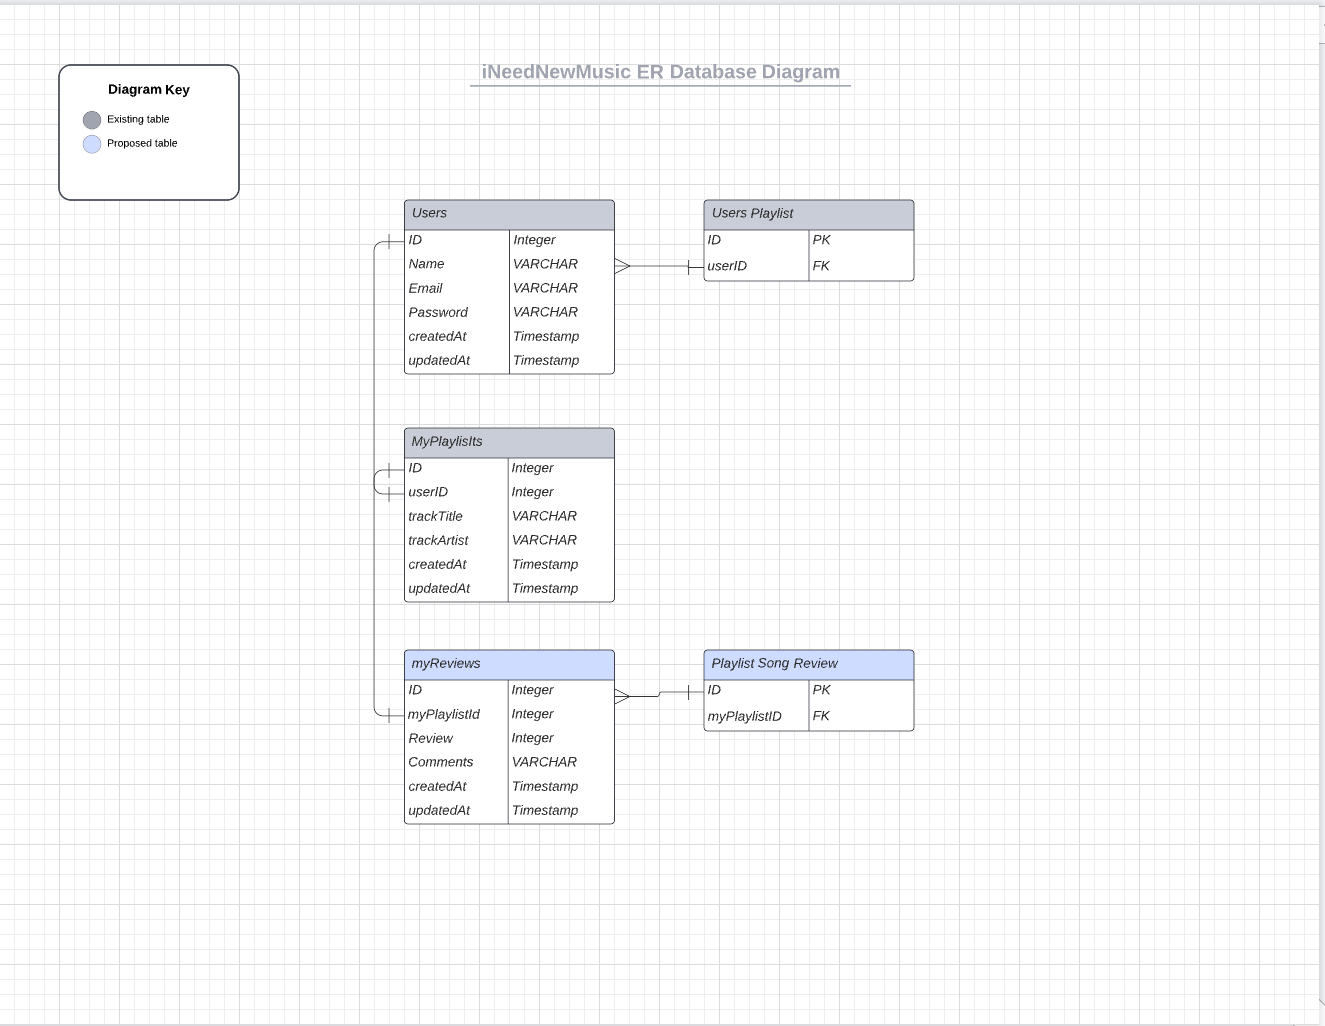 iNeedNewMusic ER Database Diagram
Diagram Key
Existing table
Proposed table
Users
ID Integer
Name VARCHAR
Email VARCHAR
Password VARCHAR
createdAt Timestamp
updatedAt Timestamp
Users Playlist
ID PK
userID FK
MyPlaylisIts
ID Integer
userID Integer
trackTitle VARCHAR
trackArtist VARCHAR
createdAt Timestamp
updatedAt Timestamp
myReviews
ID Integer
myPlaylistId Integer
Review Integer
Comments VARCHAR
createdAt Timestamp
updatedAt Timestamp
Playlist Song Review
ID PK
myPlaylistID FK